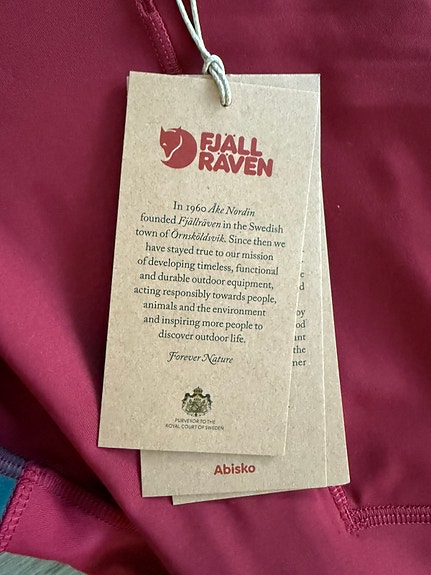 FJÄLL
RÄVEN
In 1960 Åke Nordin
founded Fjällräven in the Swedish
town of Örnsköldsvik. Since then we
have stayed true to our mission
of developing timeless, functional
and durable outdoor equipment,
acting responsibly towards people,
animals and the environment
and inspiring more people to
discover outdoor life.
Forever Nature
PURVEYOR TO THE
ROYAL COURT OF SWEDEN
by
the
Abisko